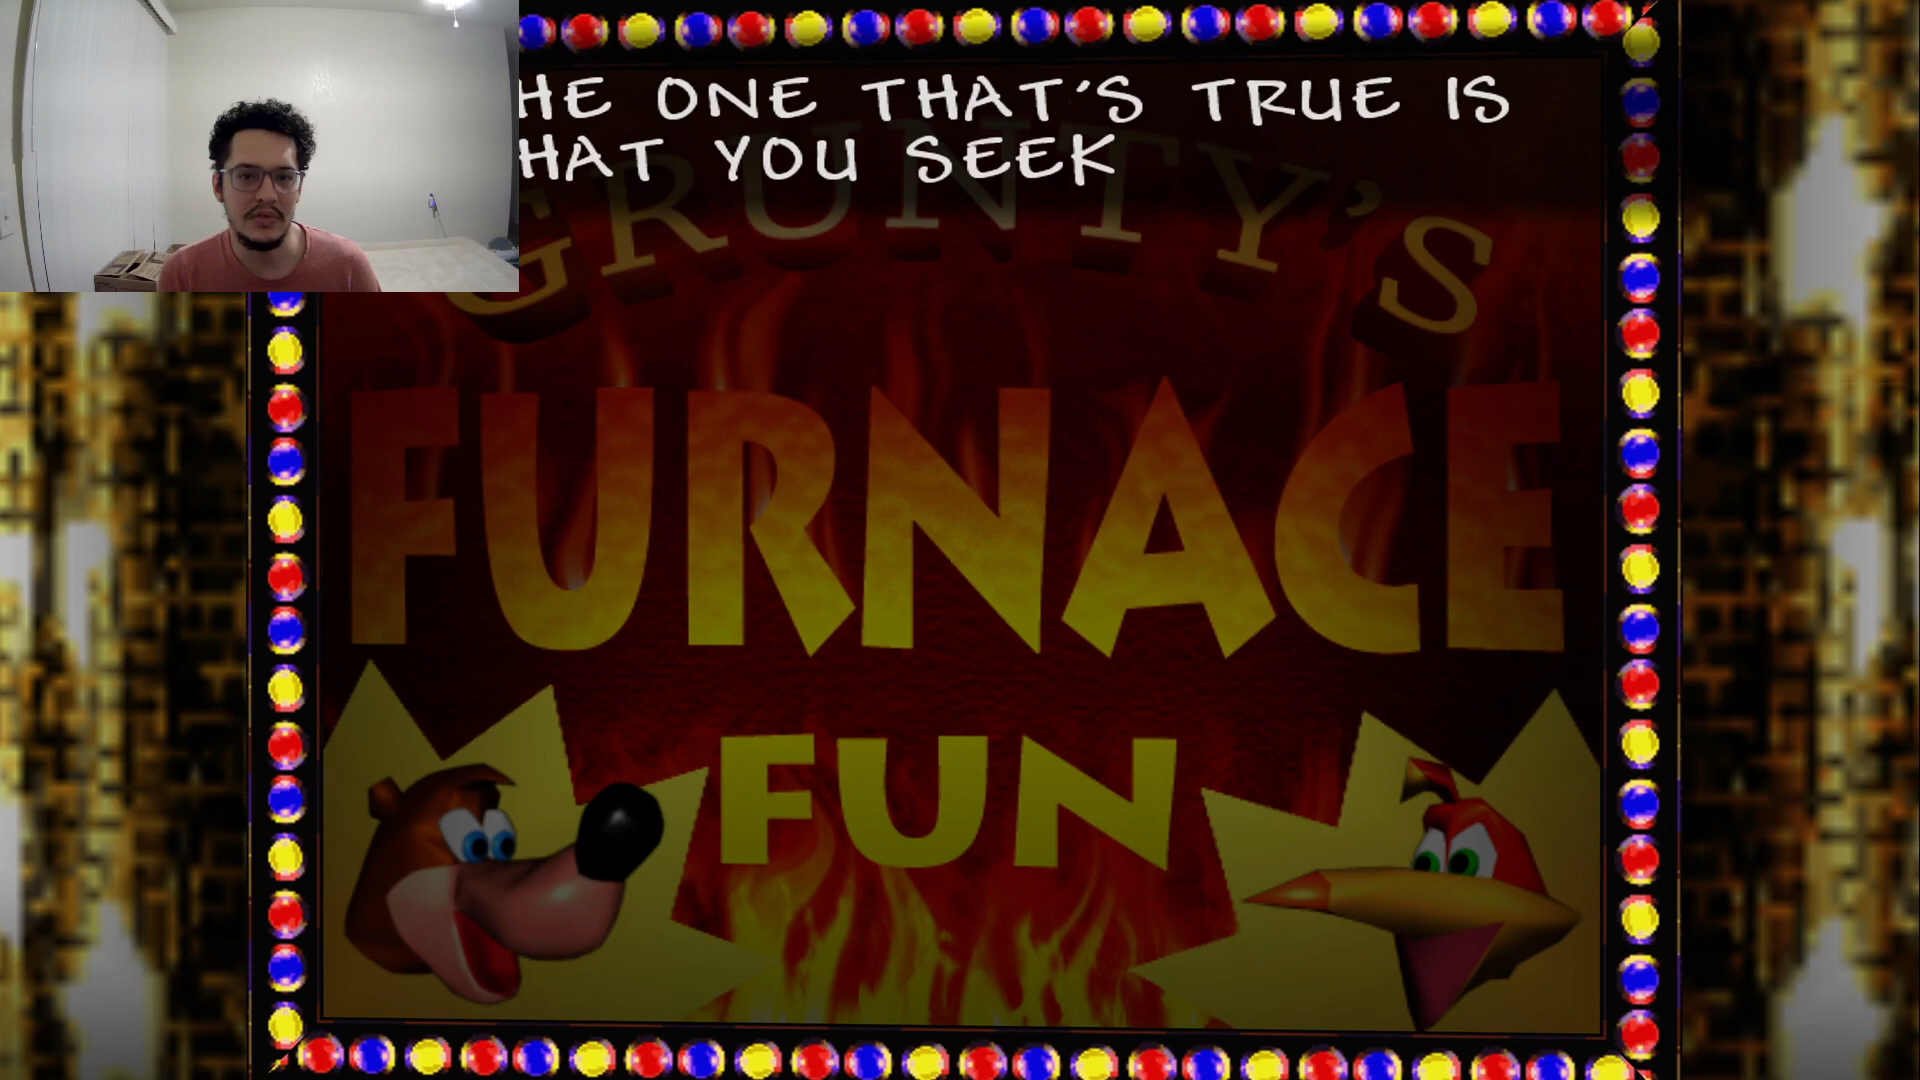 HE ONE THAT'S TRUE IS
HAT YOU SEEK
GRUNTY'S
FURNACE
FUN